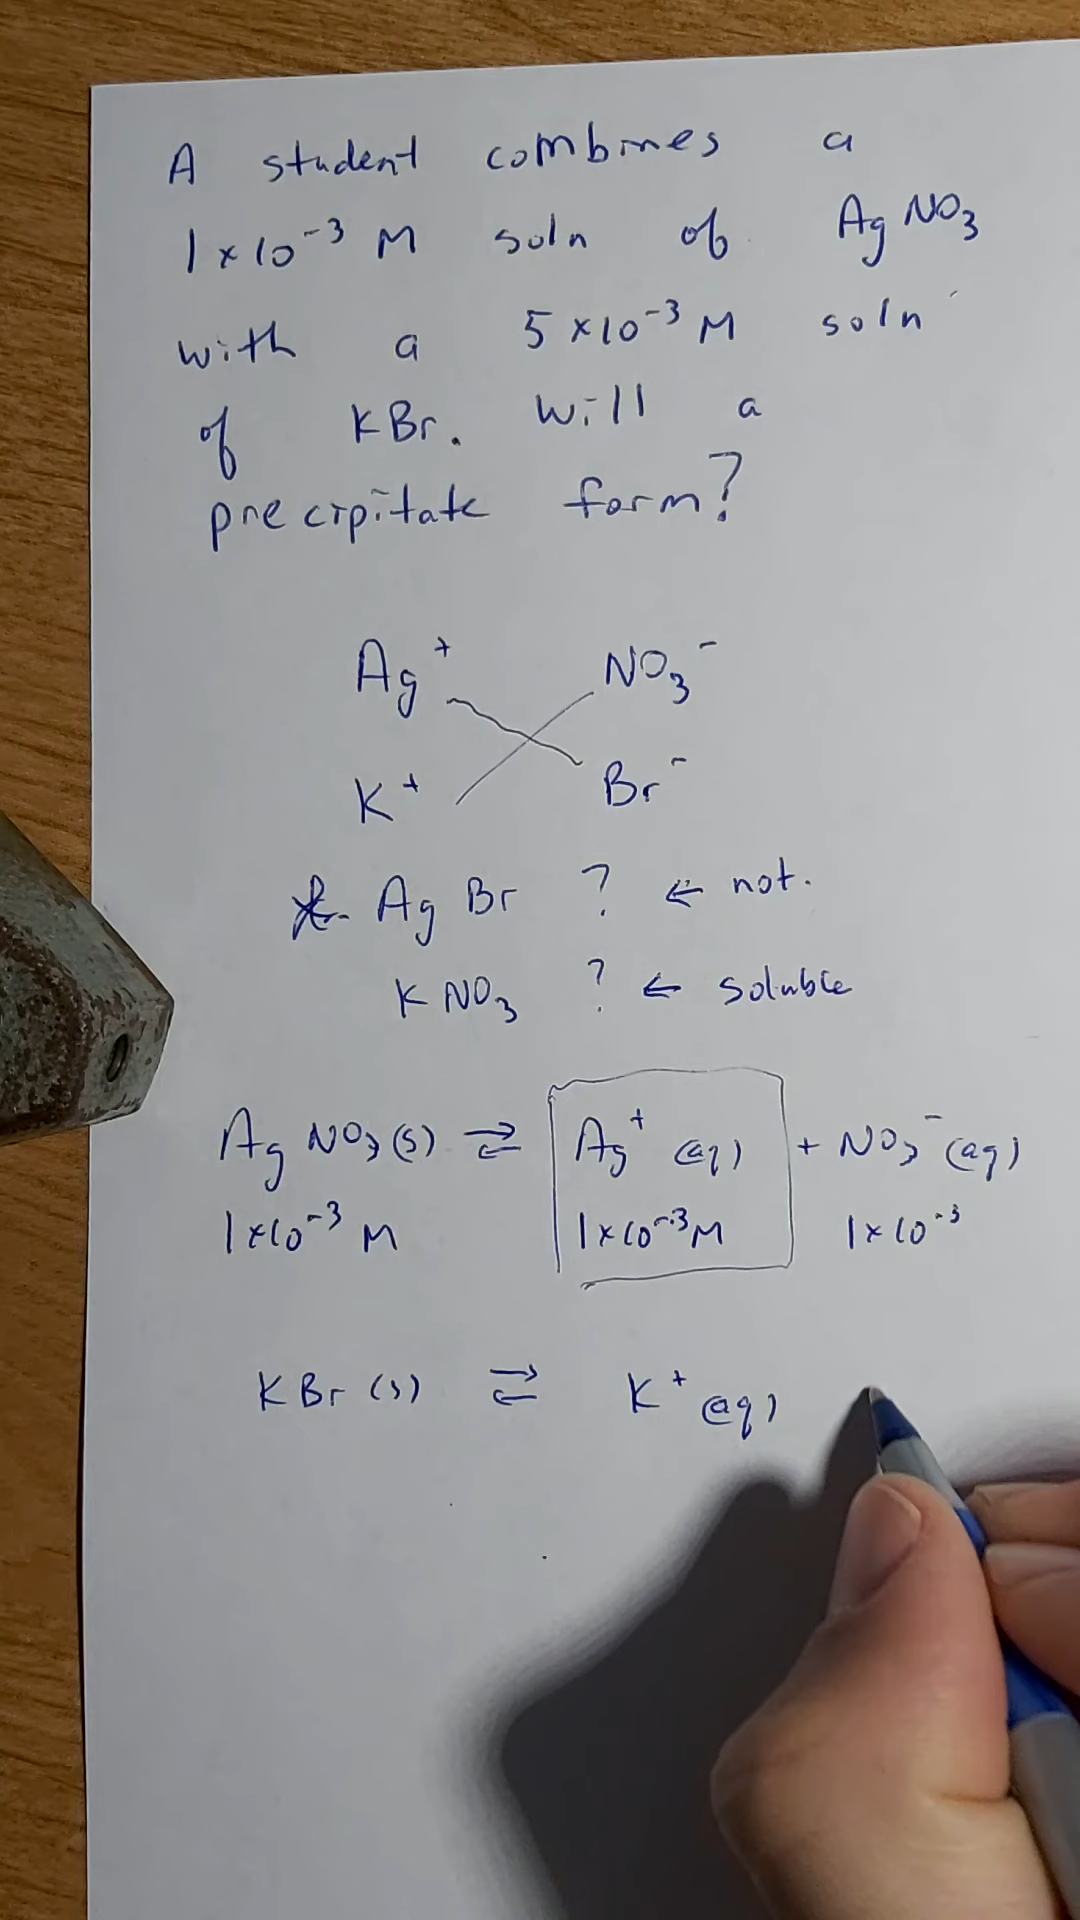 A student combines a
1×10⁻³ M soln of AgNO₃
with a 5×10⁻³ M soln
of KBr. Will a
precipitate form?
Ag⁺ NO₃⁻
K⁺ Br⁻
AgBr ? ← not.
KNO₃ ? ← soluble
AgNO₃(s) ⇌ Ag⁺(aq) + NO₃⁻(aq)
1×10⁻³ M 1×10⁻³ M 1×10⁻³
KBr(s) ⇌ K⁺(aq)